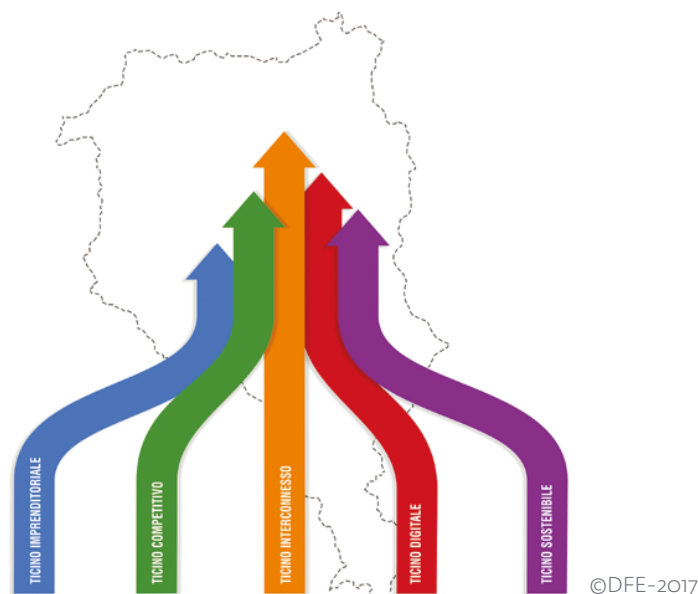 TICINO IMPRENDITORIALE
TICINO COMPETITIVO
TICINO INTERCONNESSO
TICINO DIGITALE
TICINO SOSTENIBILE
©DFE-2017